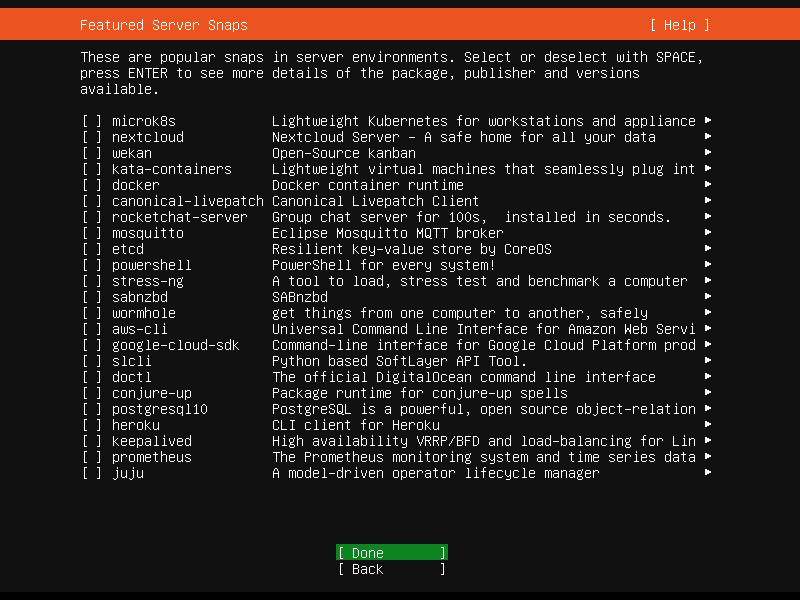 Featured Server Snaps [ Help ]
These are popular snaps in server environments. Select or deselect with SPACE,
press ENTER to see more details of the package, publisher and versions
available.
[ ] microk8s Lightweight Kubernetes for workstations and appliance ▸
[ ] nextcloud Nextcloud Server - A safe home for all your data ▸
[ ] wekan Open-Source kanban ▸
[ ] kata-containers Lightweight virtual machines that seamlessly plug int ▸
[ ] docker Docker container runtime ▸
[ ] canonical-livepatch Canonical Livepatch Client ▸
[ ] rocketchat-server Group chat server for 100s,  installed in seconds. ▸
[ ] mosquitto Eclipse Mosquitto MQTT broker ▸
[ ] etcd Resilient key-value store by CoreOS ▸
[ ] powershell PowerShell for every system! ▸
[ ] stress-ng A tool to load, stress test and benchmark a computer ▸
[ ] sabnzbd SABnzbd ▸
[ ] wormhole get things from one computer to another, safely ▸
[ ] aws-cli Universal Command Line Interface for Amazon Web Servi ▸
[ ] google-cloud-sdk Command-line interface for Google Cloud Platform prod ▸
[ ] slcli Python based SoftLayer API Tool. ▸
[ ] doctl The official DigitalOcean command line interface ▸
[ ] conjure-up Package runtime for conjure-up spells ▸
[ ] postgresql10 PostgreSQL is a powerful, open source object-relation ▸
[ ] heroku CLI client for Heroku ▸
[ ] keepalived High availability VRRP/BFD and load-balancing for Lin ▸
[ ] prometheus The Prometheus monitoring system and time series data ▸
[ ] juju A model-driven operator lifecycle manager ▸
[ Done ]
[ Back ]